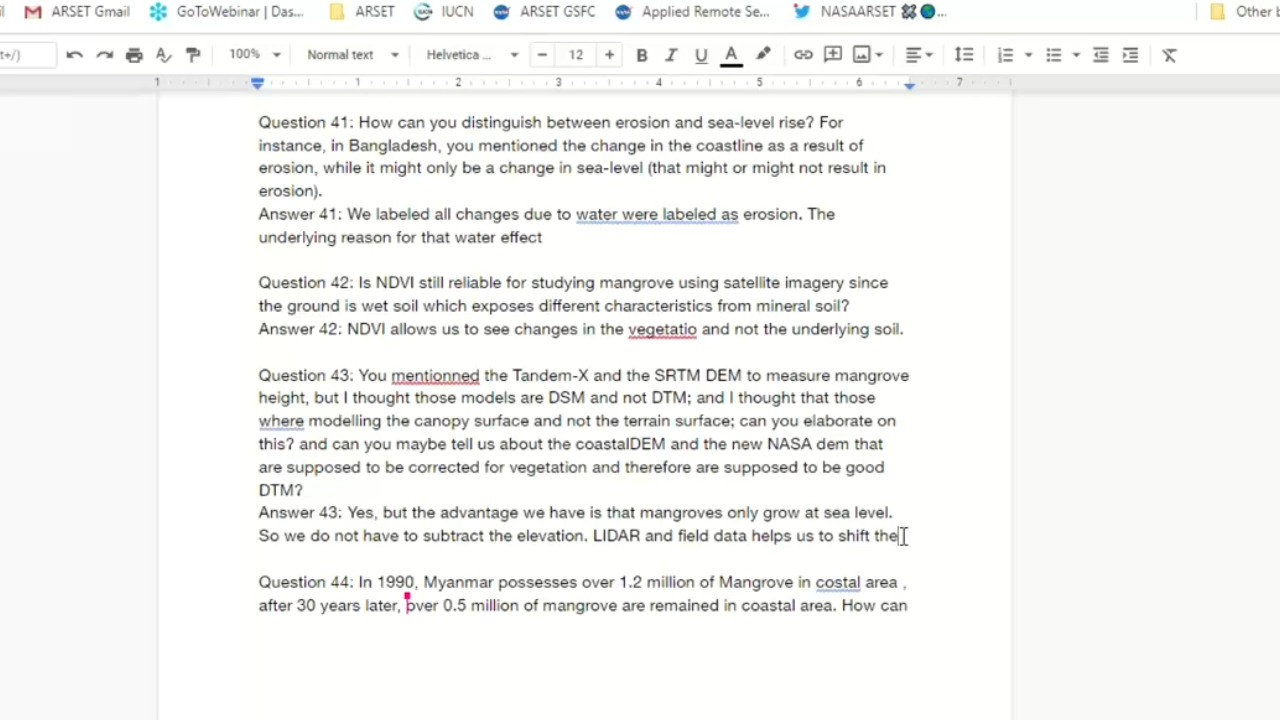 ARSET Gmail GoToWebinar | Das... ARSET IUCN ARSET GSFC Applied Remote Se... NASAARSET Other b
t+/) 100% Normal text Helvetica ... 12 B I U A
1 1 2 3 4 5 6 7
Question 41: How can you distinguish between erosion and sea-level rise? For
instance, in Bangladesh, you mentioned the change in the coastline as a result of
erosion, while it might only be a change in sea-level (that might or might not result in
erosion).
Answer 41: We labeled all changes due to water were labeled as erosion. The
underlying reason for that water effect
Question 42: Is NDVI still reliable for studying mangrove using satellite imagery since
the ground is wet soil which exposes different characteristics from mineral soil?
Answer 42: NDVI allows us to see changes in the vegetatio and not the underlying soil.
Question 43: You mentionned the Tandem-X and the SRTM DEM to measure mangrove
height, but I thought those models are DSM and not DTM; and I thought that those
where modelling the canopy surface and not the terrain surface; can you elaborate on
this? and can you maybe tell us about the coastalDEM and the new NASA dem that
are supposed to be corrected for vegetation and therefore are supposed to be good
DTM?
Answer 43: Yes, but the advantage we have is that mangroves only grow at sea level.
So we do not have to subtract the elevation. LIDAR and field data helps us to shift the
Question 44: In 1990, Myanmar possesses over 1.2 million of Mangrove in costal area ,
after 30 years later, over 0.5 million of mangrove are remained in coastal area. How can